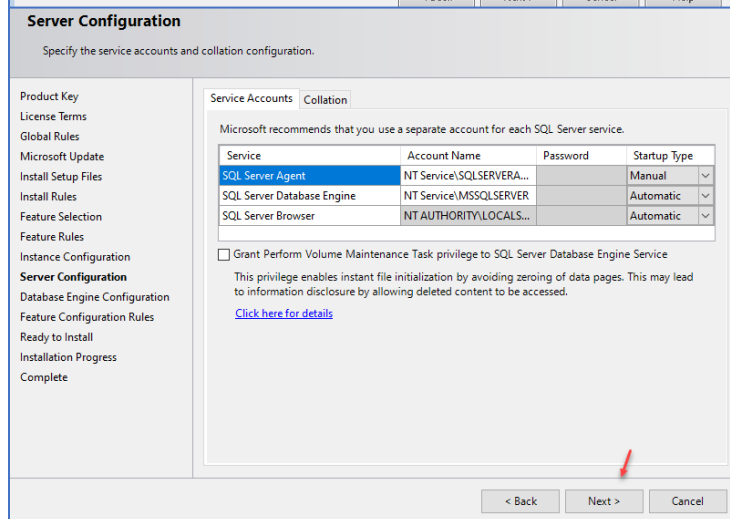 Server Configuration
Specify the service accounts and collation configuration.
Product Key
License Terms
Global Rules
Microsoft Update
Install Setup Files
Install Rules
Feature Selection
Feature Rules
Instance Configuration
Server Configuration
Database Engine Configuration
Feature Configuration Rules
Ready to Install
Installation Progress
Complete
Service Accounts Collation
Microsoft recommends that you use a separate account for each SQL Server service.
Service Account Name Password Startup Type
SQL Server Agent NT Service\SQLSERVERA... Manual
SQL Server Database Engine NT Service\MSSQLSERVER Automatic
SQL Server Browser NT AUTHORITY\LOCALS... Automatic
Grant Perform Volume Maintenance Task privilege to SQL Server Database Engine Service
This privilege enables instant file initialization by avoiding zeroing of data pages. This may lead
to information disclosure by allowing deleted content to be accessed.
Click here for details
< Back Next > Cancel